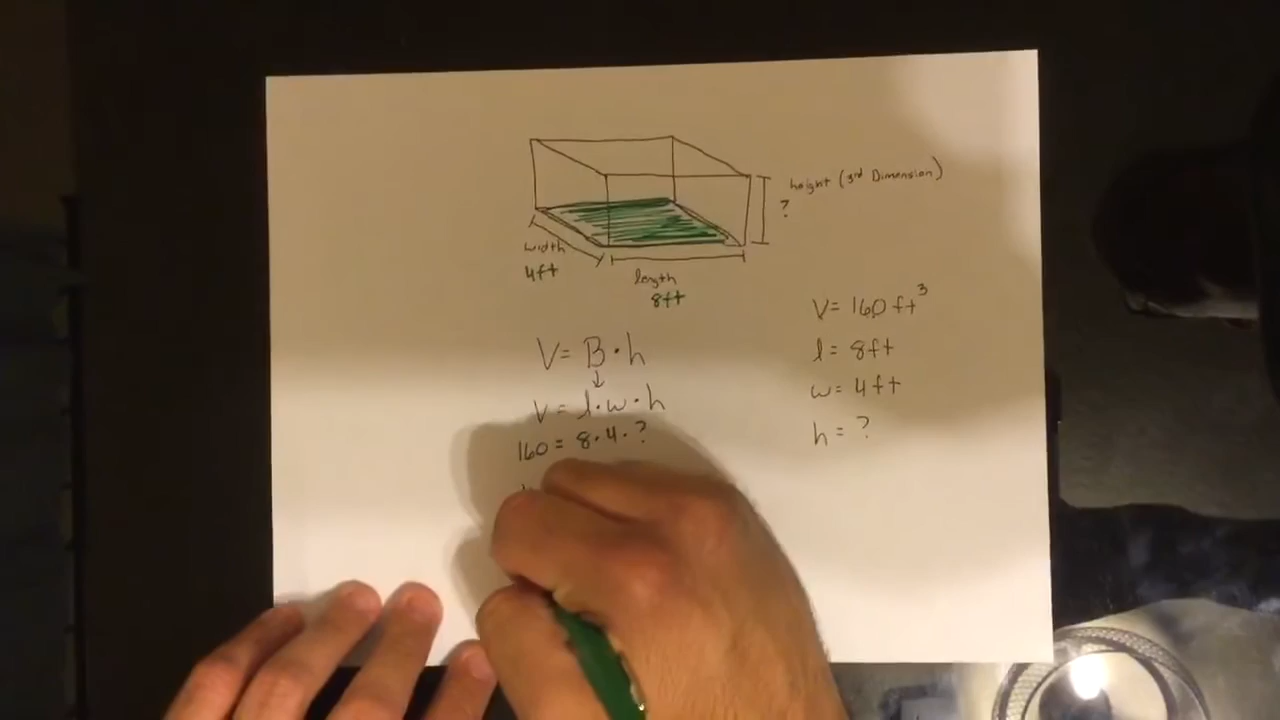 height (3rd Dimension)
?
width
4ft
length
8ft
V= B·h
↓
V = l·w·h
160 = 8·4·?
V= 160 ft³
l = 8ft
w = 4ft
h = ?